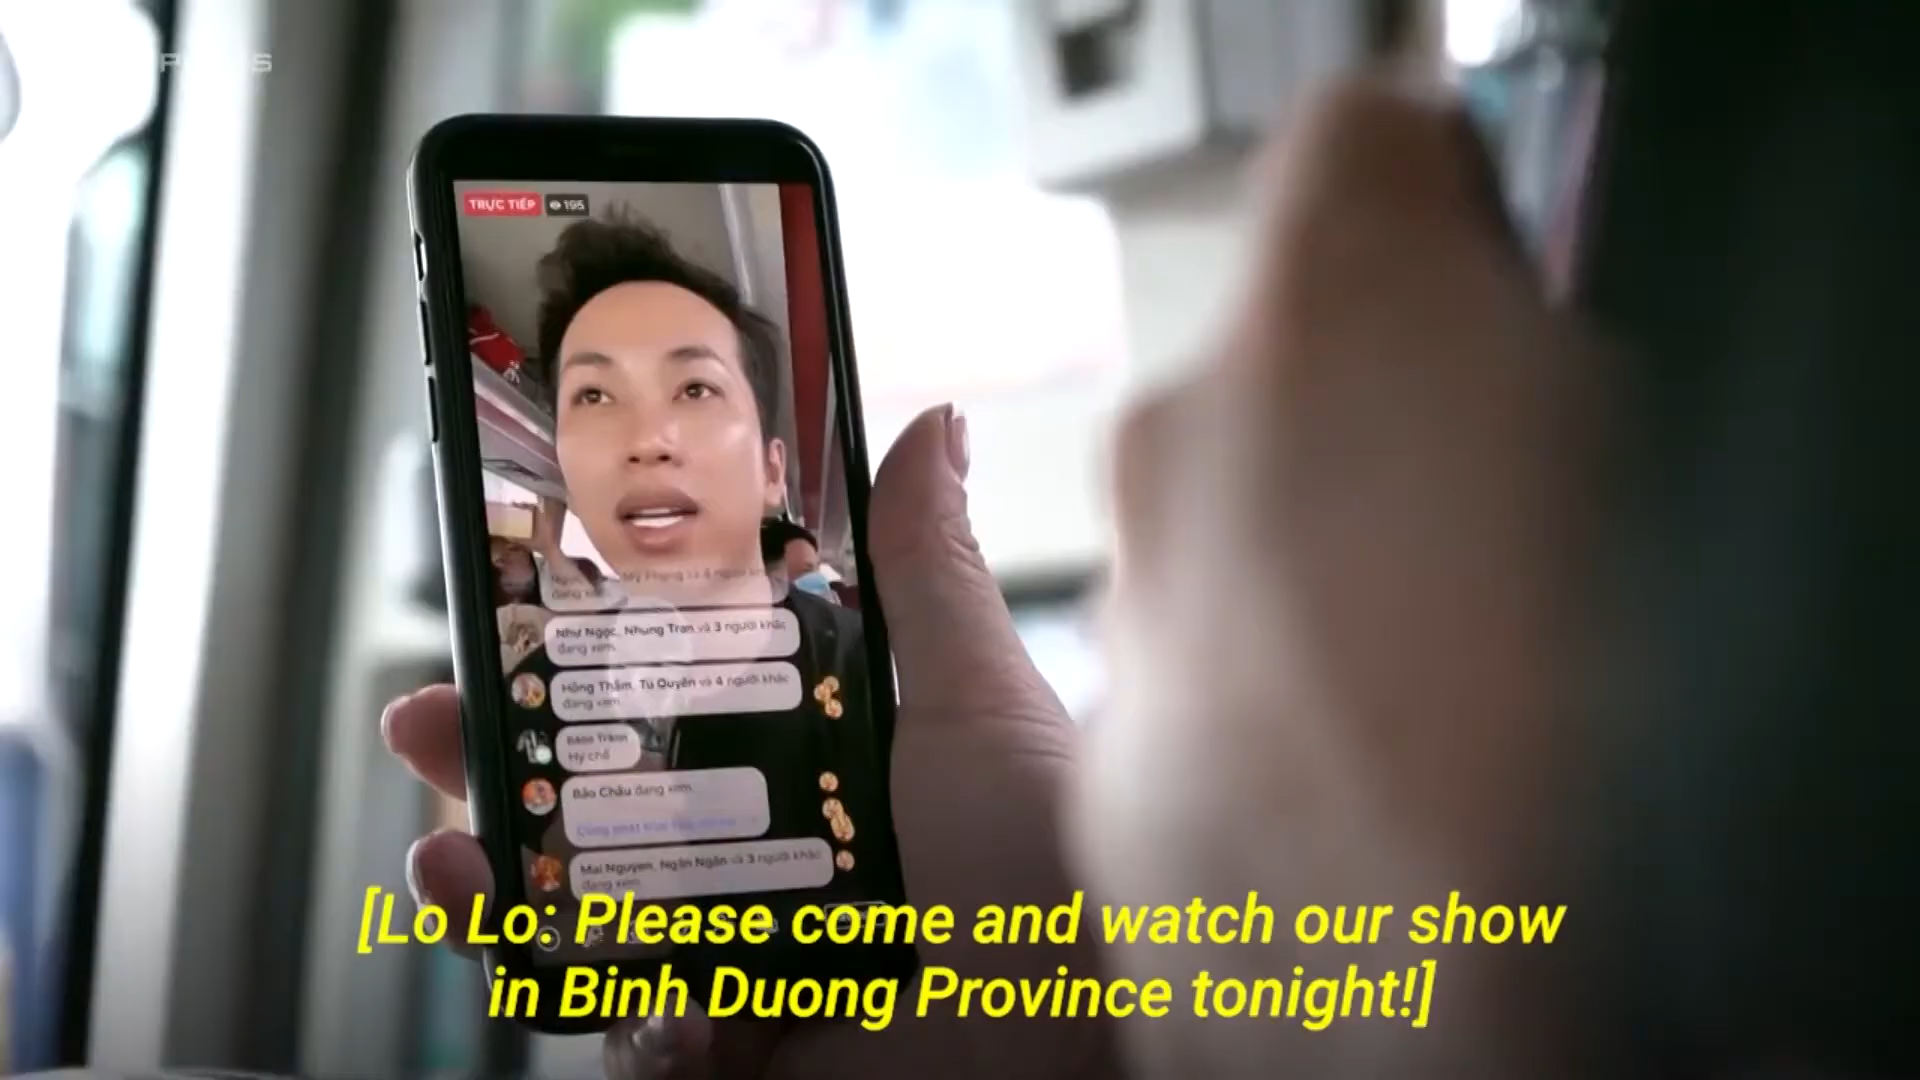 TRỰC TIẾP 195
Như Ngọc, Nhung Tran và 3 người khác
đang xem.
Hồng Thắm, Tú Quyên và 4 người khác
đang xem.
Hy chồ
Bảo Châu đang xem.
Mai Nguyen, Ngân Ngân và 3 người khác
đang xem.
[Lo Lo: Please come and watch our show
in Binh Duong Province tonight!]